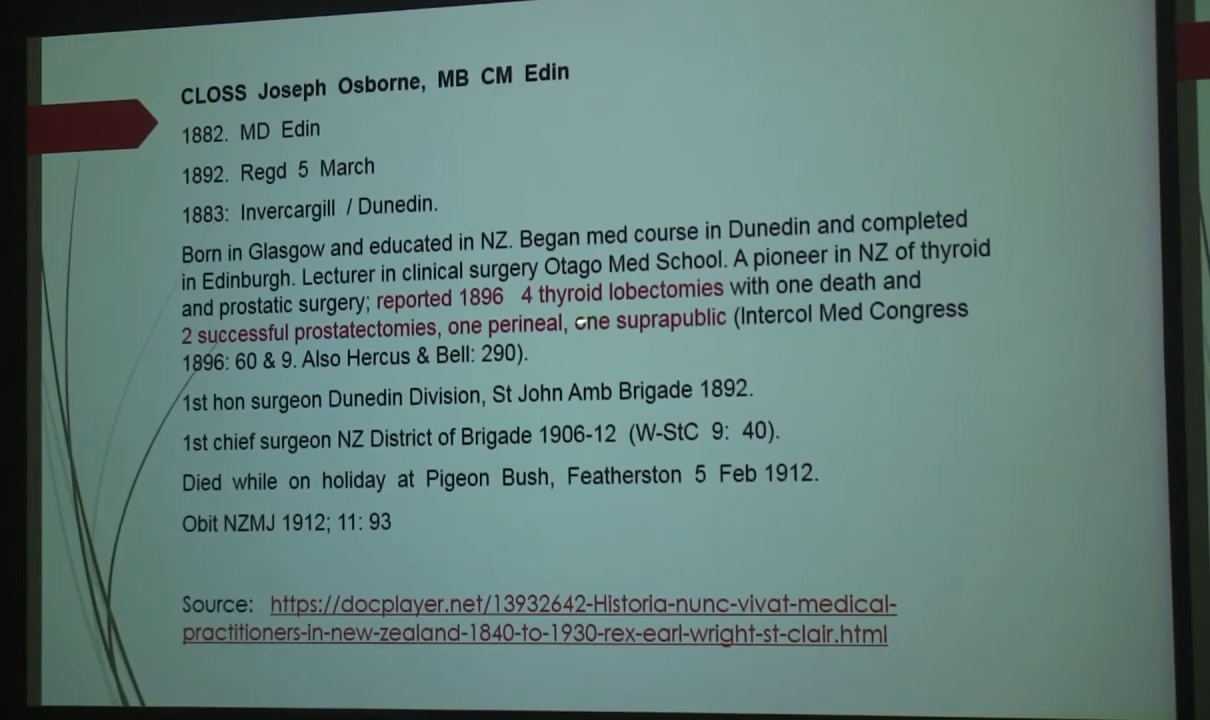 CLOSS Joseph Osborne, MB CM Edin
1882. MD Edin
1892. Regd 5 March
1883: Invercargill / Dunedin.
Born in Glasgow and educated in NZ. Began med course in Dunedin and completed
in Edinburgh. Lecturer in clinical surgery Otago Med School. A pioneer in NZ of thyroid
and prostatic surgery; reported 1896 4 thyroid lobectomies with one death and
2 successful prostatectomies, one perineal, one suprapublic (Intercol Med Congress
1896: 60 & 9. Also Hercus & Bell: 290).
1st hon surgeon Dunedin Division, St John Amb Brigade 1892.
1st chief surgeon NZ District of Brigade 1906-12 (W-StC 9: 40).
Died while on holiday at Pigeon Bush, Featherston 5 Feb 1912.
Obit NZMJ 1912; 11: 93
Source: https://docplayer.net/13932642-Historia-nunc-vivat-medical-
practitioners-in-new-zealand-1840-to-1930-rex-earl-wright-st-clair.html